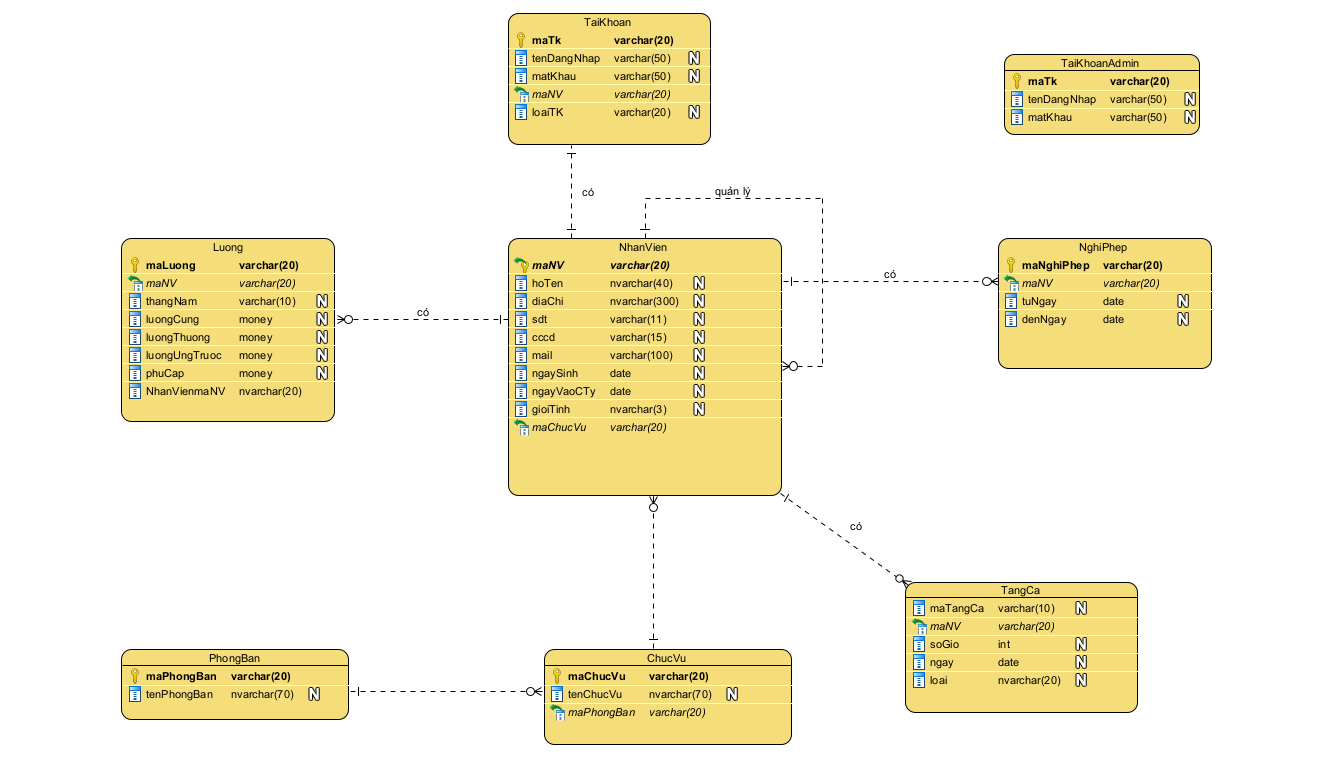 TaiKhoan
maTk varchar(20)
tenDangNhap varchar(50) N
matKhau varchar(50) N
maNV varchar(20)
loaiTK varchar(20) N
TaiKhoanAdmin
maTk varchar(20)
tenDangNhap varchar(50) N
matKhau varchar(50) N
có
quản lý
Luong
maLuong varchar(20)
maNV varchar(20)
thangNam varchar(10) N
luongCung money N
luongThuong money N
luongUngTruoc money N
phuCap money N
NhanVienmaNV nvarchar(20)
có
NhanVien
maNV varchar(20)
hoTen nvarchar(40) N
diaChi nvarchar(300) N
sdt varchar(11) N
cccd varchar(15) N
mail varchar(100) N
ngaySinh date N
ngayVaoCTy date N
gioiTinh nvarchar(3) N
maChucVu varchar(20)
có
NghiPhep
maNghiPhep varchar(20)
maNV varchar(20)
tuNgay date N
denNgay date N
có
TangCa
maTangCa varchar(10) N
maNV varchar(20)
soGio int N
ngay date N
loai nvarchar(20) N
PhongBan
maPhongBan varchar(20)
tenPhongBan nvarchar(70) N
ChucVu
maChucVu varchar(20)
tenChucVu nvarchar(70) N
maPhongBan varchar(20)